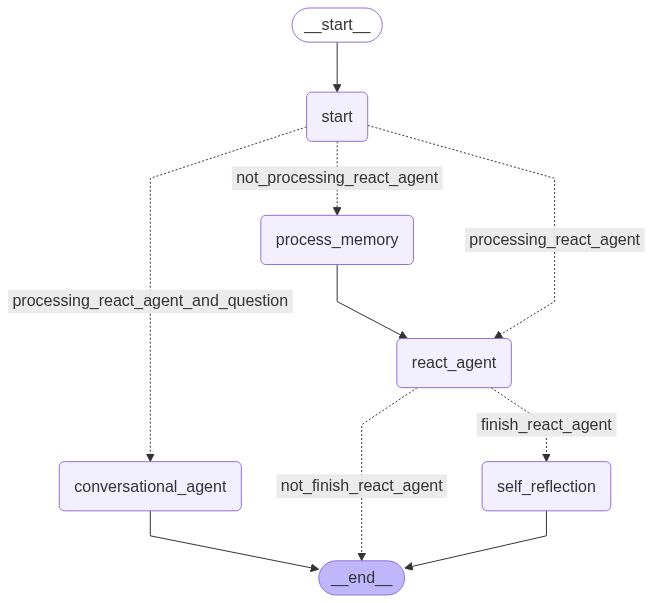 __start__
start
not_processing_react_agent
process_memory
processing_react_agent
processing_react_agent_and_question
react_agent
finish_react_agent
not_finish_react_agent
conversational_agent
self_reflection
__end__